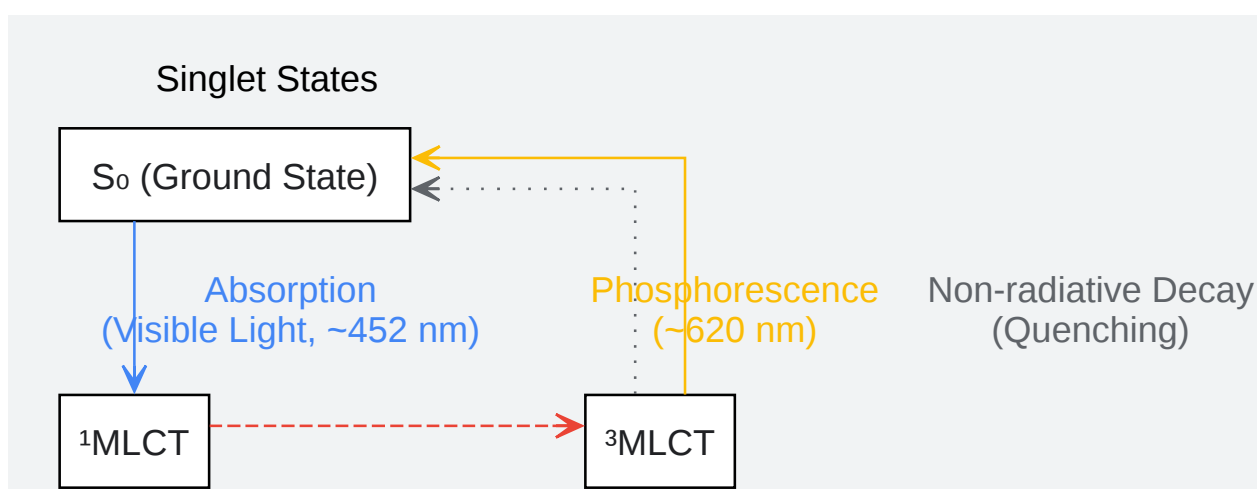 Singlet States
S₀ (Ground State)
Absorption
(Visible Light, ~452 nm)
Phosphorescence
(~620 nm)
Non-radiative Decay
(Quenching)
¹MLCT
³MLCT